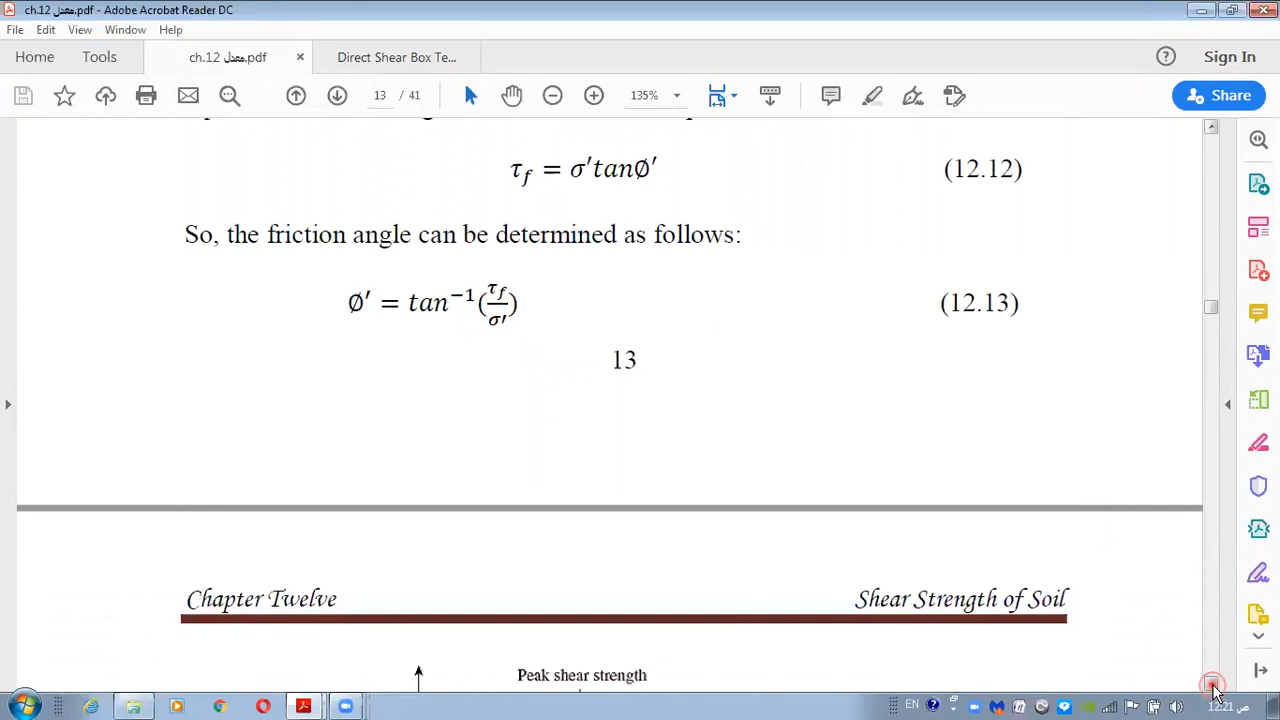 ch.12 معدل.pdf - Adobe Acrobat Reader DC
File Edit View Window Help
Home Tools ch.12 معدل.pdf × Direct Shear Box Te... Sign In
13 / 41 135% Share
τf = σ′tanØ′ (12.12)
So, the friction angle can be determined as follows:
Ø′ = tan⁻¹(τf/σ′) (12.13)
13
Chapter Twelve Shear Strength of Soil
Peak shear strength
EN 12:21 ص